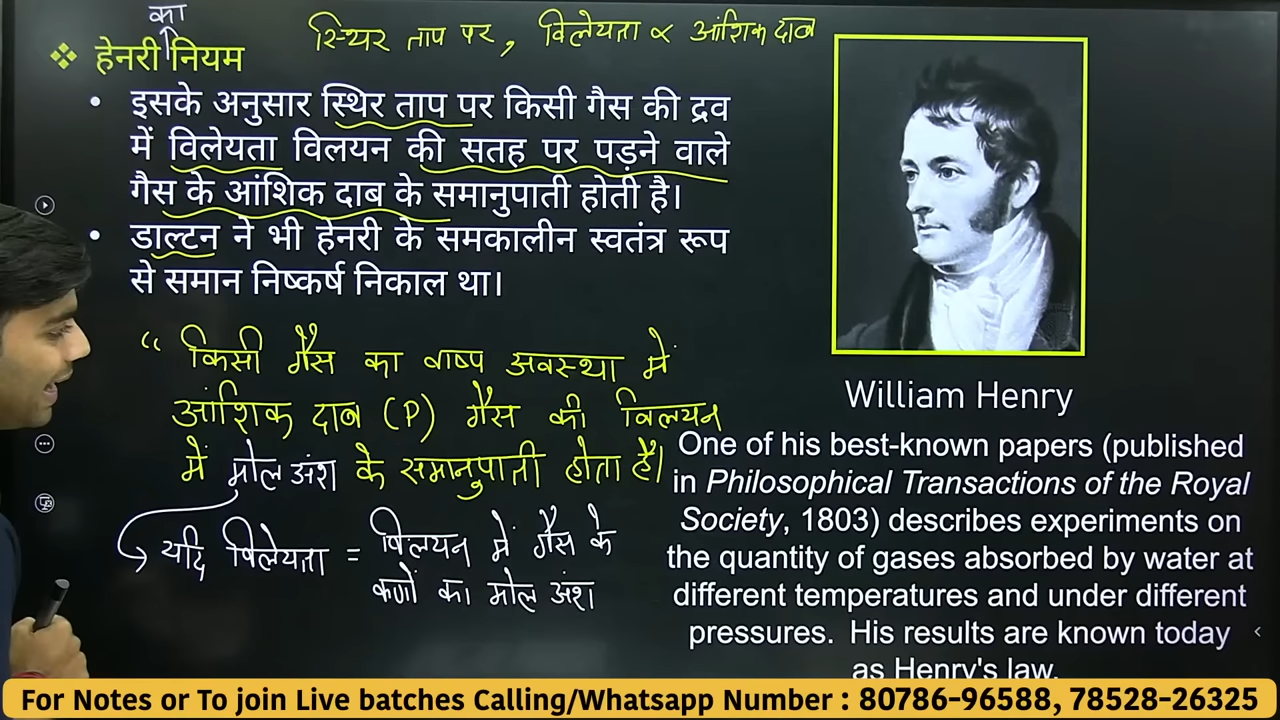 का
❖ हेनरी नियम
स्थिर ताप पर, विलेयता ∝ आंशिक दाब
• इसके अनुसार स्थिर ताप पर किसी गैस की द्रव
में विलेयता विलयन की सतह पर पड़ने वाले
गैस के आंशिक दाब के समानुपाती होती है।
• डाल्टन ने भी हेनरी के समकालीन स्वतंत्र रूप
से समान निष्कर्ष निकाल था।
“ किसी गैस का वाष्प अवस्था में
आंशिक दाब (P) गैस की विलयन
में मोल अंश के समानुपाती होता है।
यदि विलेयता = विलयन में गैस के
कणों का मोल अंश
William Henry
One of his best-known papers (published
in Philosophical Transactions of the Royal
Society, 1803) describes experiments on
the quantity of gases absorbed by water at
different temperatures and under different
pressures. His results are known today
as Henry's law.
For Notes or To join Live batches Calling/Whatsapp Number : 80786-96588, 78528-26325